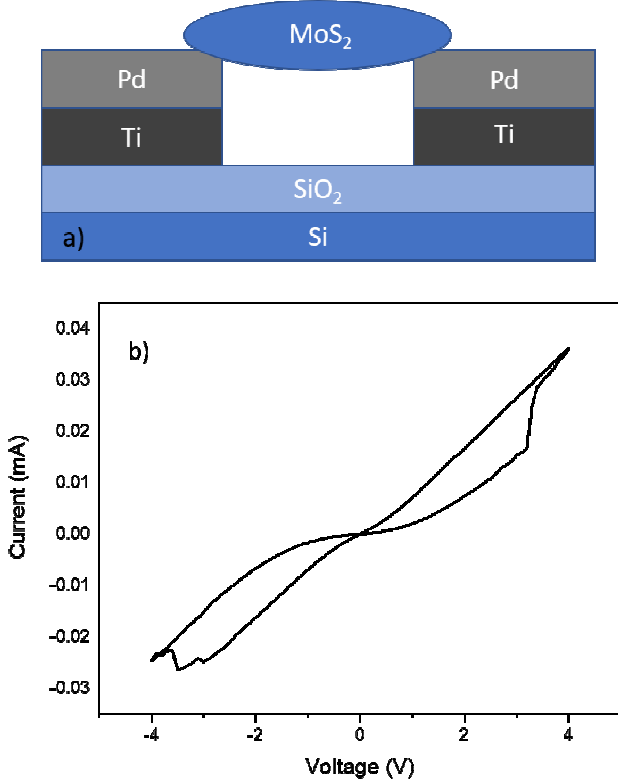 MoS₂
Pd Pd
Ti Ti
SiO₂
a) Si
b)
0.04
0.03
0.02
0.01
0.00
-0.01
-0.02
-0.03
Current (mA)
-4 -2 0 2 4
Voltage (V)